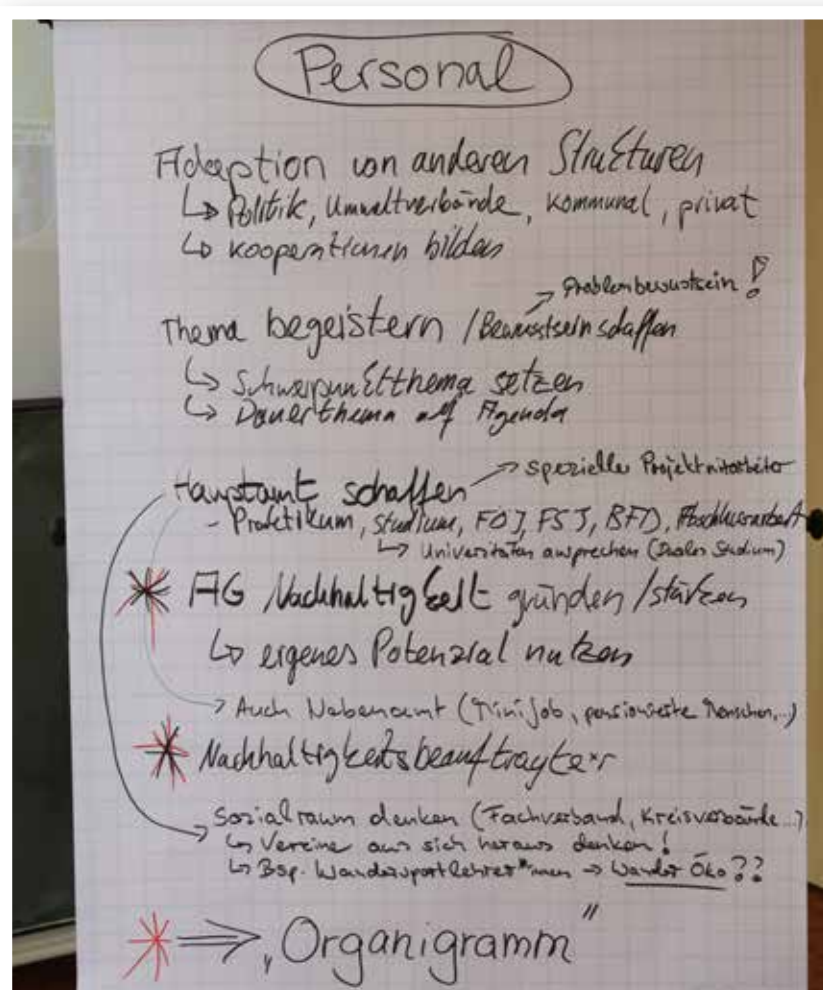 Personal
Adaption von anderen Strukturen
↳ Politik, Umweltverbände, kommunal, privat
↳ Kooperationen bilden
→ Problembewustsein!
Thema begeistern / Bewusstsein schaffen
↳ Schwerpunktthema setzen
↳ Dauerthema auf Agenda
→ spezieller Projektmitarbeiter
Hauptamt schaffen
- Praktikum, Studium, FÖJ, FSJ, BFD, Abschlussarbeit
↳ Universitäten ansprechen (Duales Studium)
* AG Nachhaltigkeit gründen / stärken
↳ eigenes Potenzial nutzen
→ Auch Nebenamt (Minijob, pensionierte Menschen,..)
* Nachhaltigkeitsbeauftragte*r
→ Sozialraum denken (Fachverband, Kreisverbände...)
↳ Vereine aus sich heraus denken!
↳ Bsp. Wandersportlehrer*innen → Wander Öko??
* ⇒ „Organigramm"